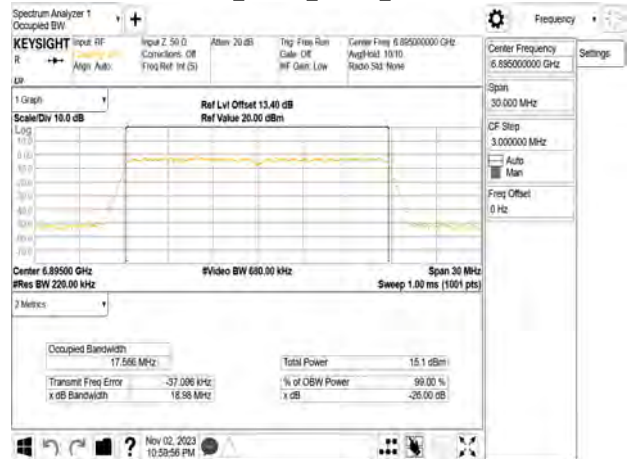 Spectrum Analyzer 1
Occupied BW
+
Frequency
KEYSIGHT
R
Input: RF
Align: Auto
Input Z: 50 Ω
Corrections: Off
Freq Ref: Int (S)
Atten: 20 dB
Trig: Free Run
Gate: Off
#IF Gain: Low
Center Freq: 6.895000000 GHz
Avg|Hold: 10/10
Radio Std: None
Center Frequency
6.895000000 GHz
Settings
Span
30.000 MHz
CF Step
3.000000 MHz
Auto
Man
Freq Offset
0 Hz
1 Graph
Scale/Div 10.0 dB
Ref Lvl Offset 13.40 dB
Ref Value 20.00 dBm
Log
Center 6.89500 GHz
#Res BW 220.00 kHz
#Video BW 680.00 kHz
Span 30 MHz
Sweep 1.00 ms (1001 pts)
2 Metrics
Occupied Bandwidth
17.566 MHz
Total Power 15.1 dBm
Transmit Freq Error -37.096 kHz
% of OBW Power 99.00 %
x dB Bandwidth 18.98 MHz
x dB -26.00 dB
?
Nov 02, 2023
10:59:56 PM